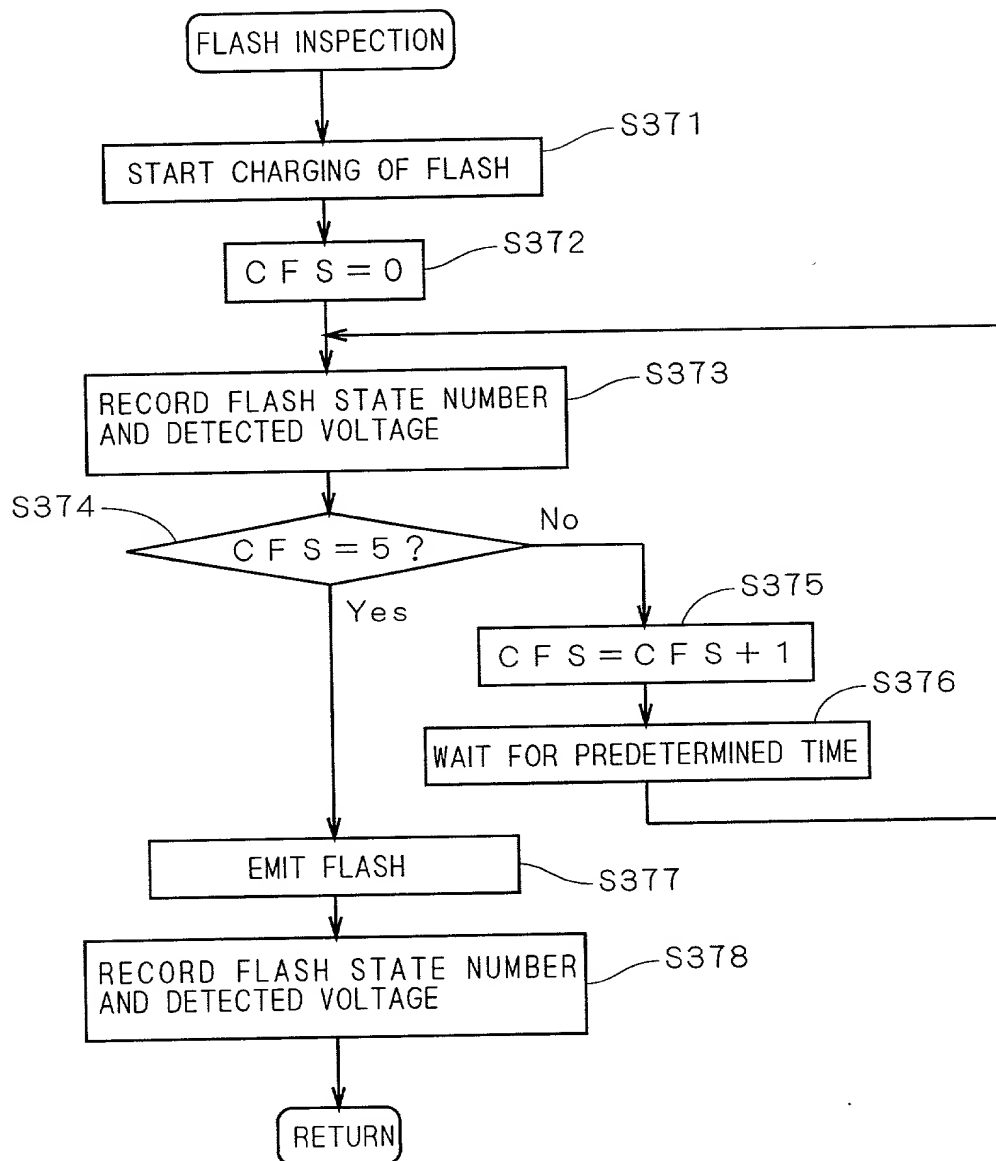 FLASH INSPECTION
S371
START CHARGING OF FLASH
S372
CFS=0
S373
RECORD FLASH STATE NUMBER
AND DETECTED VOLTAGE
S374
CFS=5?
No
Yes
S375
CFS=CFS+1
S376
WAIT FOR PREDETERMINED TIME
EMIT FLASH
S377
RECORD FLASH STATE NUMBER
AND DETECTED VOLTAGE
S378
RETURN